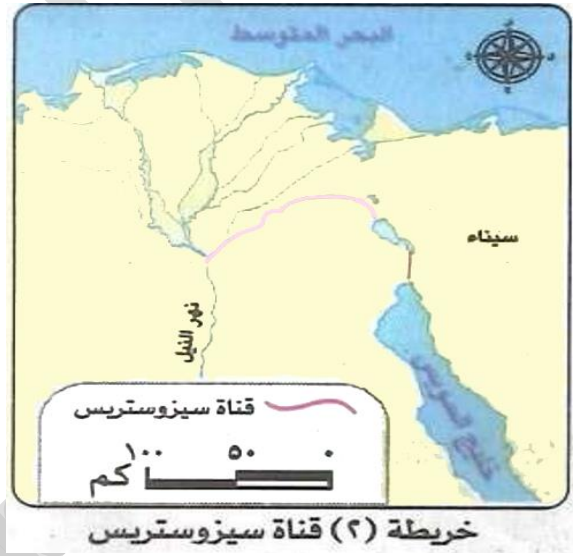 البحر المتوسط
سيناء
نهر النيل
خليج السويس
قناة سيزوستريس
١٠٠ ٥٠ ٠
كم
خريطة (٢) قناة سيزوستريس